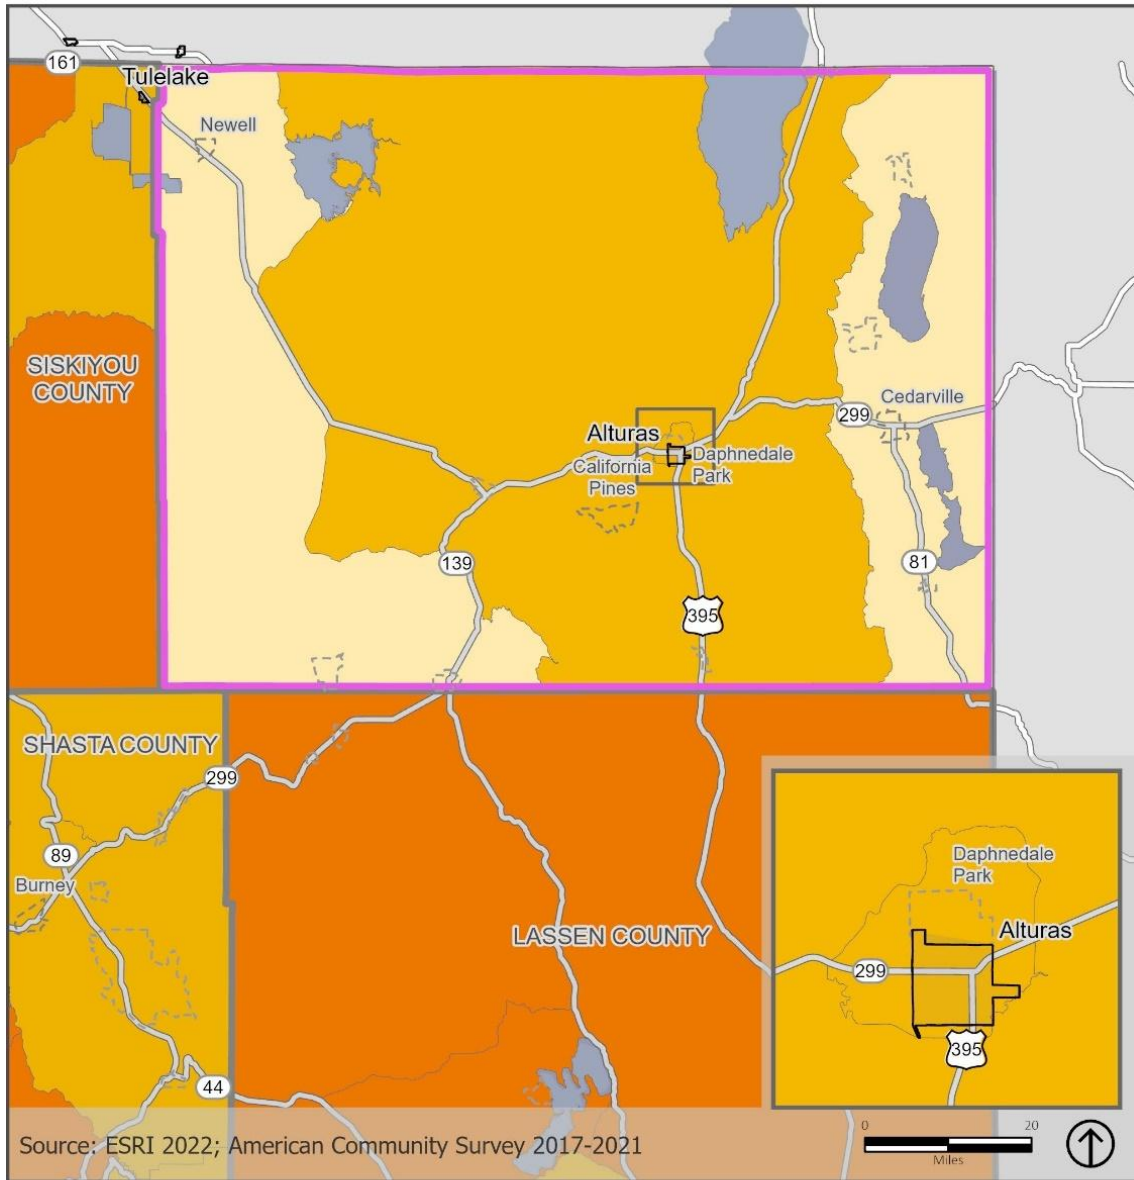 161
Tulelake
Newell
SISKIYOU
COUNTY
Cedarville
299
Alturas
Daphnedale
Park
California
Pines
139
81
395
SHASTA COUNTY
299
89
Burney
LASSEN COUNTY
44
Daphnedale
Park
Alturas
299
395
Source: ESRI 2022; American Community Survey 2017-2021
0
20
Miles